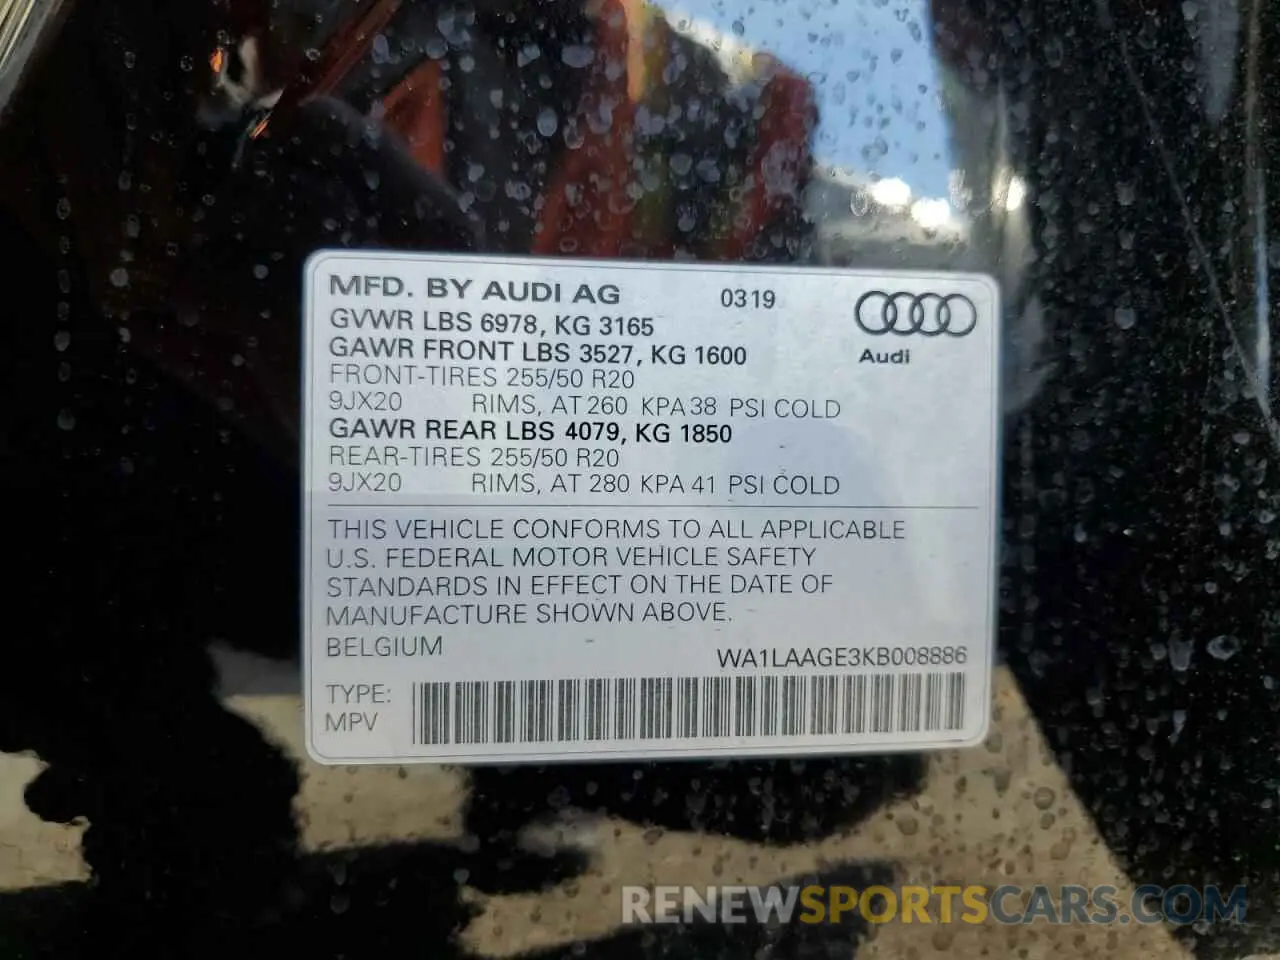 MFD. BY AUDI AG 0319
GVWR LBS 6978, KG 3165
GAWR FRONT LBS 3527, KG 1600
Audi
FRONT-TIRES 255/50 R20
9JX20 RIMS, AT 260 KPA 38 PSI COLD
GAWR REAR LBS 4079, KG 1850
REAR-TIRES 255/50 R20
9JX20 RIMS, AT 280 KPA 41 PSI COLD
THIS VEHICLE CONFORMS TO ALL APPLICABLE
U.S. FEDERAL MOTOR VEHICLE SAFETY
STANDARDS IN EFFECT ON THE DATE OF
MANUFACTURE SHOWN ABOVE.
BELGIUM
WA1LAAGE3KB008886
TYPE:
MPV
RENEWSPORTSCARS.COM